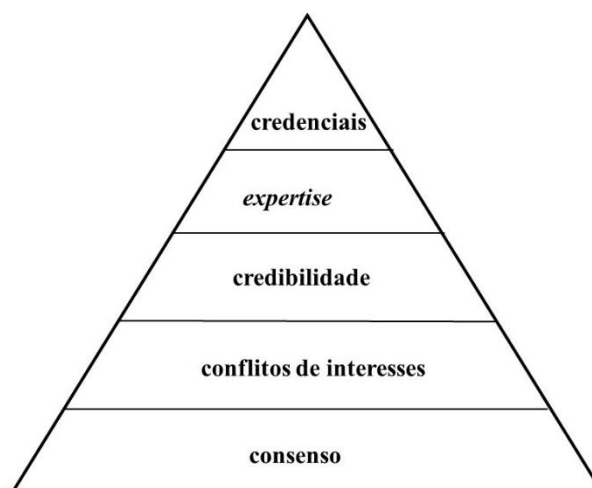 credenciais
expertise
credibilidade
conflitos de interesses
consenso